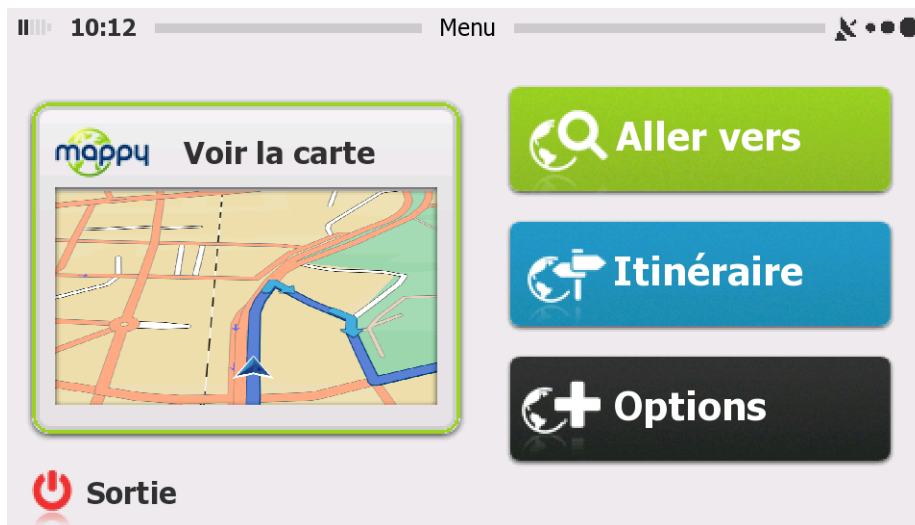 10:12 Menu
mappy Voir la carte
Aller vers
Itinéraire
Options
Sortie